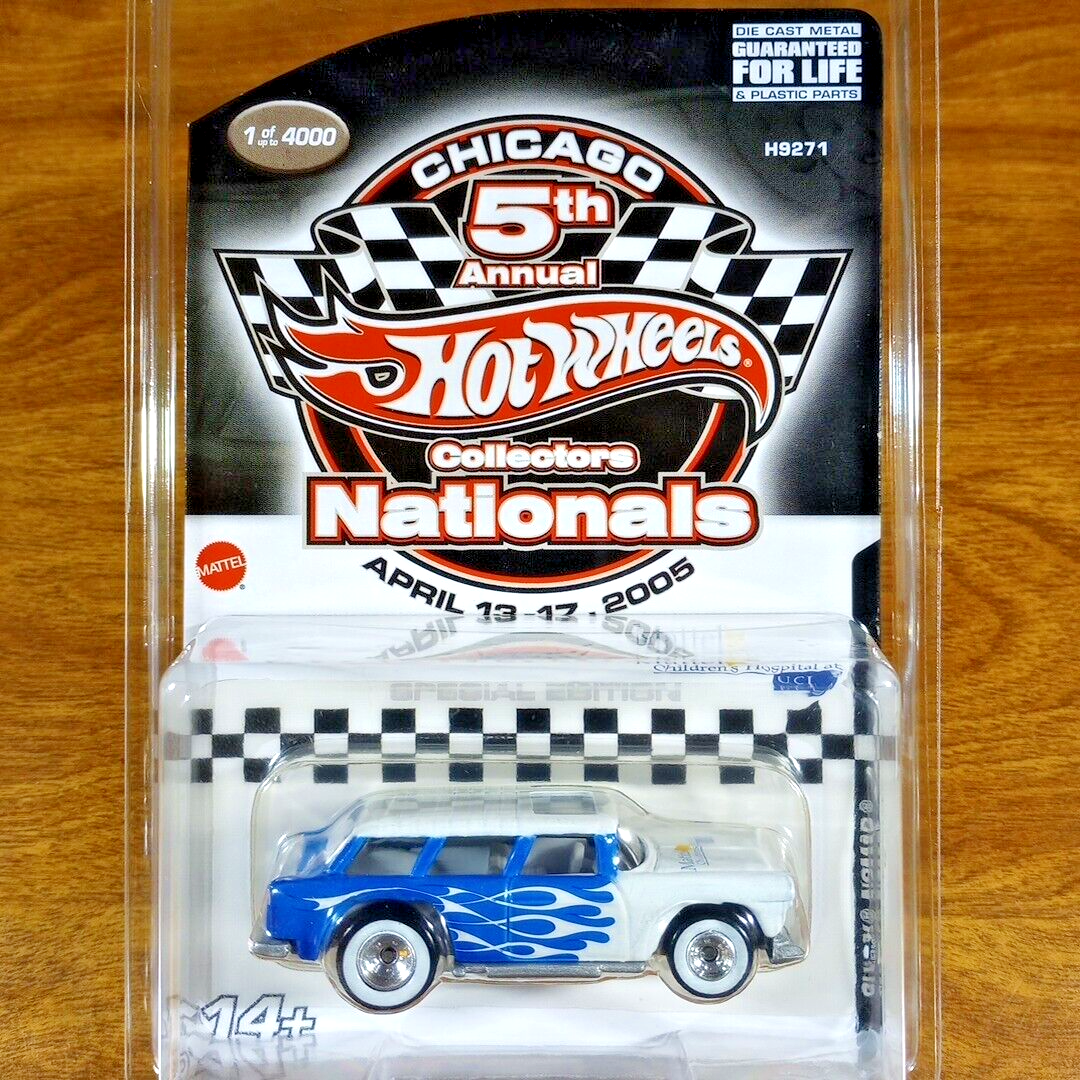 DIE CAST METAL
GUARANTEED
FOR LIFE
& PLASTIC PARTS
1 of up to 4000
H9271
CHICAGO
5th
Annual
HOT WHEELS®
Collectors
Nationals
MATTEL®
APRIL 13-17 · 2005
Children's Hospital at
UCI
SPECIAL EDITION
14+